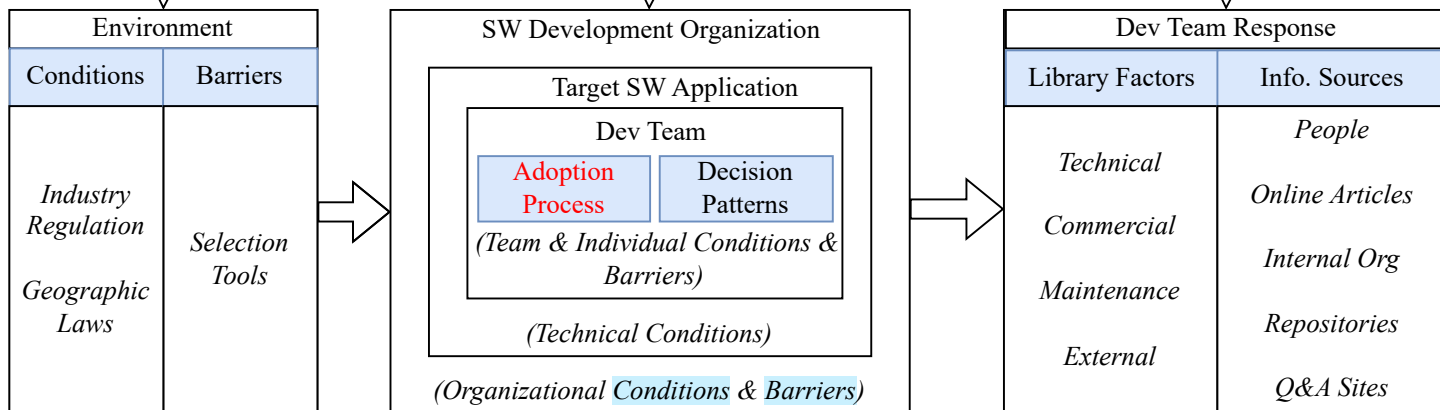 Environment
Conditions
Barriers
Industry
Regulation
Geographic
Laws
Selection
Tools
SW Development Organization
Target SW Application
Dev Team
Adoption
Process
Decision
Patterns
(Team & Individual Conditions &
Barriers)
(Technical Conditions)
(Organizational Conditions & Barriers)
Dev Team Response
Library Factors
Info. Sources
Technical
Commercial
Maintenance
External
People
Online Articles
Internal Org
Repositories
Q&A Sites